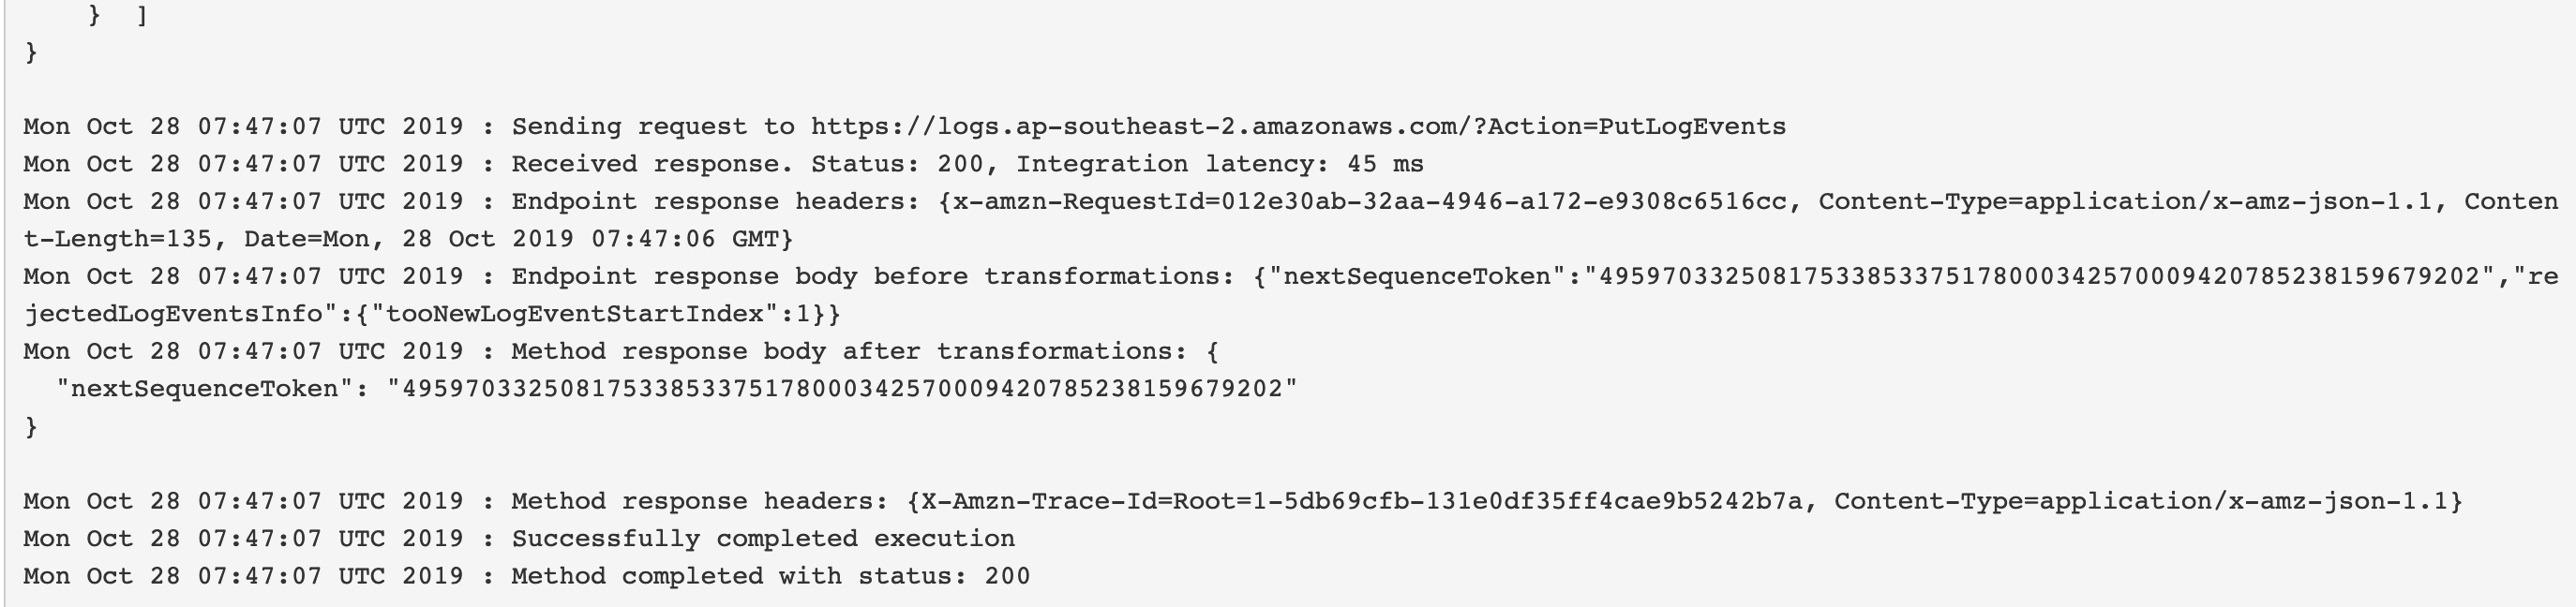 }  ]
}
Mon Oct 28 07:47:07 UTC 2019 : Sending request to https://logs.ap-southeast-2.amazonaws.com/?Action=PutLogEvents
Mon Oct 28 07:47:07 UTC 2019 : Received response. Status: 200, Integration latency: 45 ms
Mon Oct 28 07:47:07 UTC 2019 : Endpoint response headers: {x-amzn-RequestId=012e30ab-32aa-4946-a172-e9308c6516cc, Content-Type=application/x-amz-json-1.1, Conten
t-Length=135, Date=Mon, 28 Oct 2019 07:47:06 GMT}
Mon Oct 28 07:47:07 UTC 2019 : Endpoint response body before transformations: {"nextSequenceToken":"49597033250817533853375178000342570009420785238159679202","re
jectedLogEventsInfo":{"tooNewLogEventStartIndex":1}}
Mon Oct 28 07:47:07 UTC 2019 : Method response body after transformations: {
"nextSequenceToken": "49597033250817533853375178000342570009420785238159679202"
}
Mon Oct 28 07:47:07 UTC 2019 : Method response headers: {X-Amzn-Trace-Id=Root=1-5db69cfb-131e0df35ff4cae9b5242b7a, Content-Type=application/x-amz-json-1.1}
Mon Oct 28 07:47:07 UTC 2019 : Successfully completed execution
Mon Oct 28 07:47:07 UTC 2019 : Method completed with status: 200